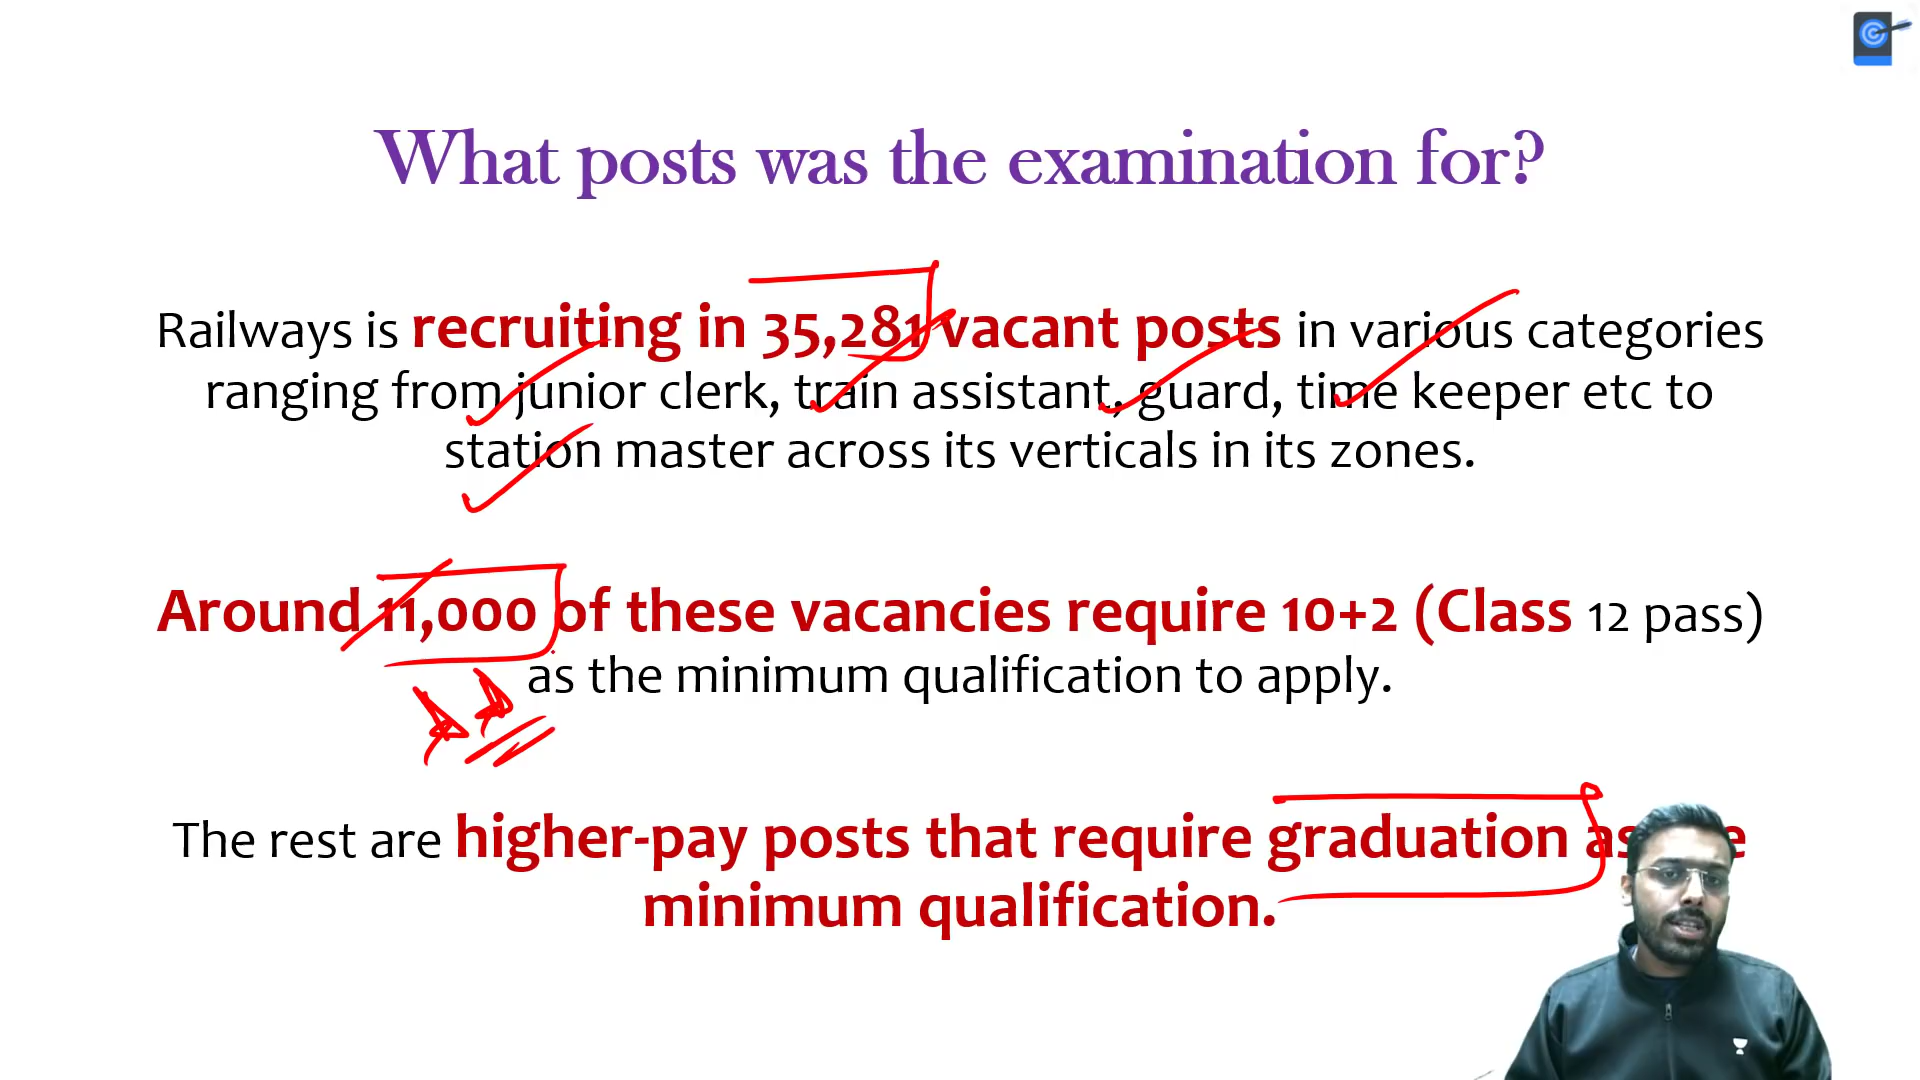 What posts was the examination for?
Railways is recruiting in 35,281 vacant posts in various categories
ranging from junior clerk, train assistant, guard, time keeper etc to
station master across its verticals in its zones.
Around 11,000 of these vacancies require 10+2 (Class 12 pass)
as the minimum qualification to apply.
The rest are higher-pay posts that require graduation as
minimum qualification.